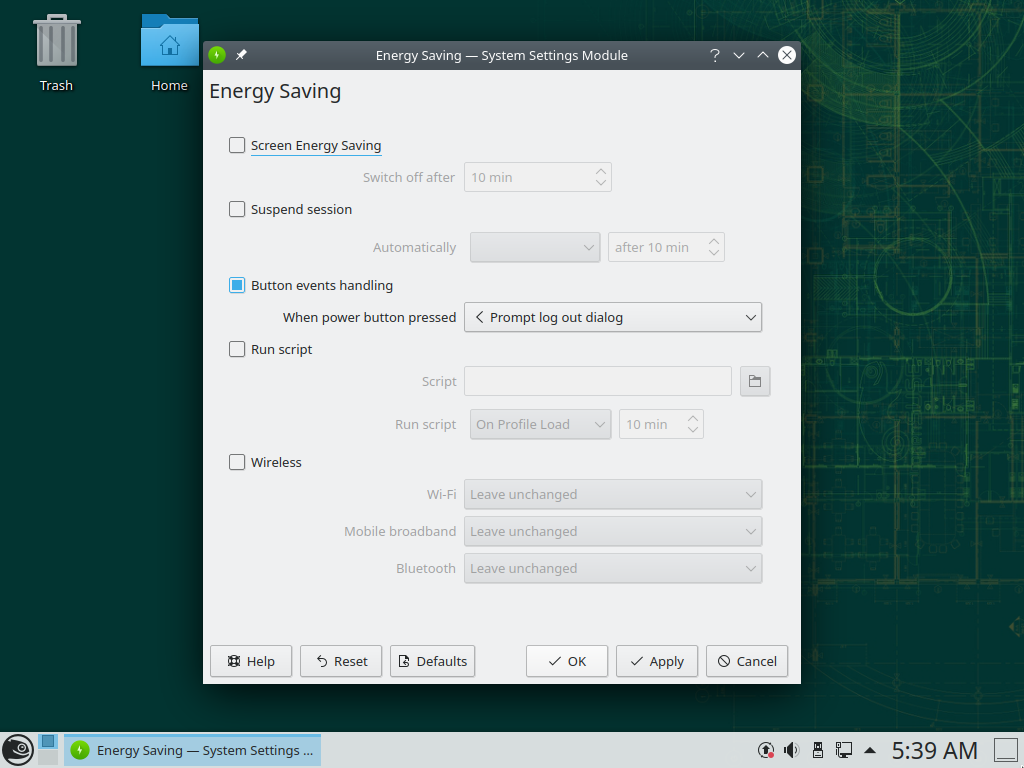 Trash
Home
Energy Saving — System Settings Module
Energy Saving
Screen Energy Saving
Switch off after 10 min
Suspend session
Automatically after 10 min
Button events handling
When power button pressed Prompt log out dialog
Run script
Script
Run script On Profile Load 10 min
Wireless
Wi-Fi Leave unchanged
Mobile broadband Leave unchanged
Bluetooth Leave unchanged
Help Reset Defaults OK Apply Cancel
Energy Saving — System Settings ... 5:39 AM